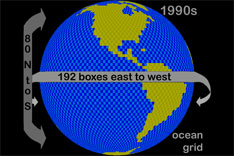 1990s
80 N to S
192 boxes east to west
ocean
grid